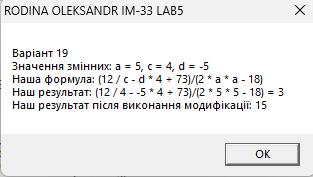 RODINA OLEKSANDR IM-33 LAB5
Варіант 19
Значення змінних: a = 5, c = 4, d = -5
Наша формула: (12 / c - d * 4 + 73)/(2 * a * a - 18)
Наш результат: (12 / 4 - -5 * 4 + 73)/(2 * 5 * 5 - 18) = 3
Наш результат після виконання модифікації: 15
OK